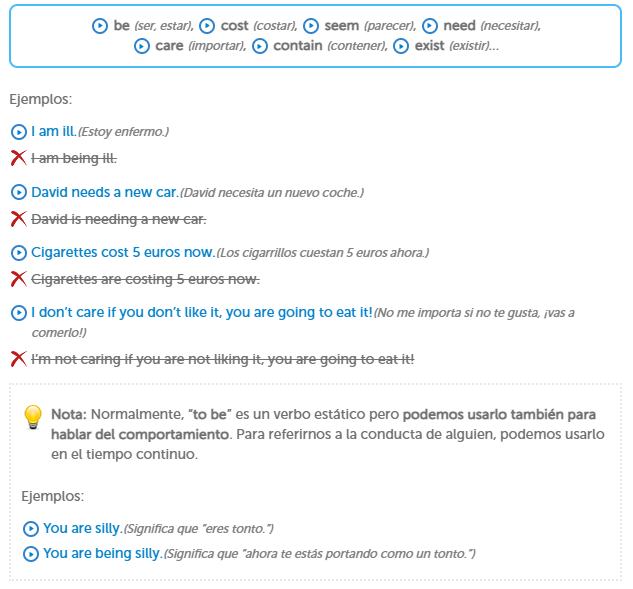 be (ser, estar), cost (costar), seem (parecer), need (necesitar),
care (importar), contain (contener), exist (existir)...
Ejemplos:
I am ill.(Estoy enfermo.)
I am being ill.
David needs a new car.(David necesita un nuevo coche.)
David is needing a new car.
Cigarettes cost 5 euros now.(Los cigarrillos cuestan 5 euros ahora.)
Cigarettes are costing 5 euros now.
I don’t care if you don’t like it, you are going to eat it!(No me importa si no te gusta, ¡vas a
comerlo!)
I’m not caring if you are not liking it, you are going to eat it!
Nota: Normalmente, “to be” es un verbo estático pero podemos usarlo también para
hablar del comportamiento. Para referirnos a la conducta de alguien, podemos usarlo
en el tiempo continuo.
Ejemplos:
You are silly.(Significa que “eres tonto.”)
You are being silly.(Significa que “ahora te estás portando como un tonto.”)